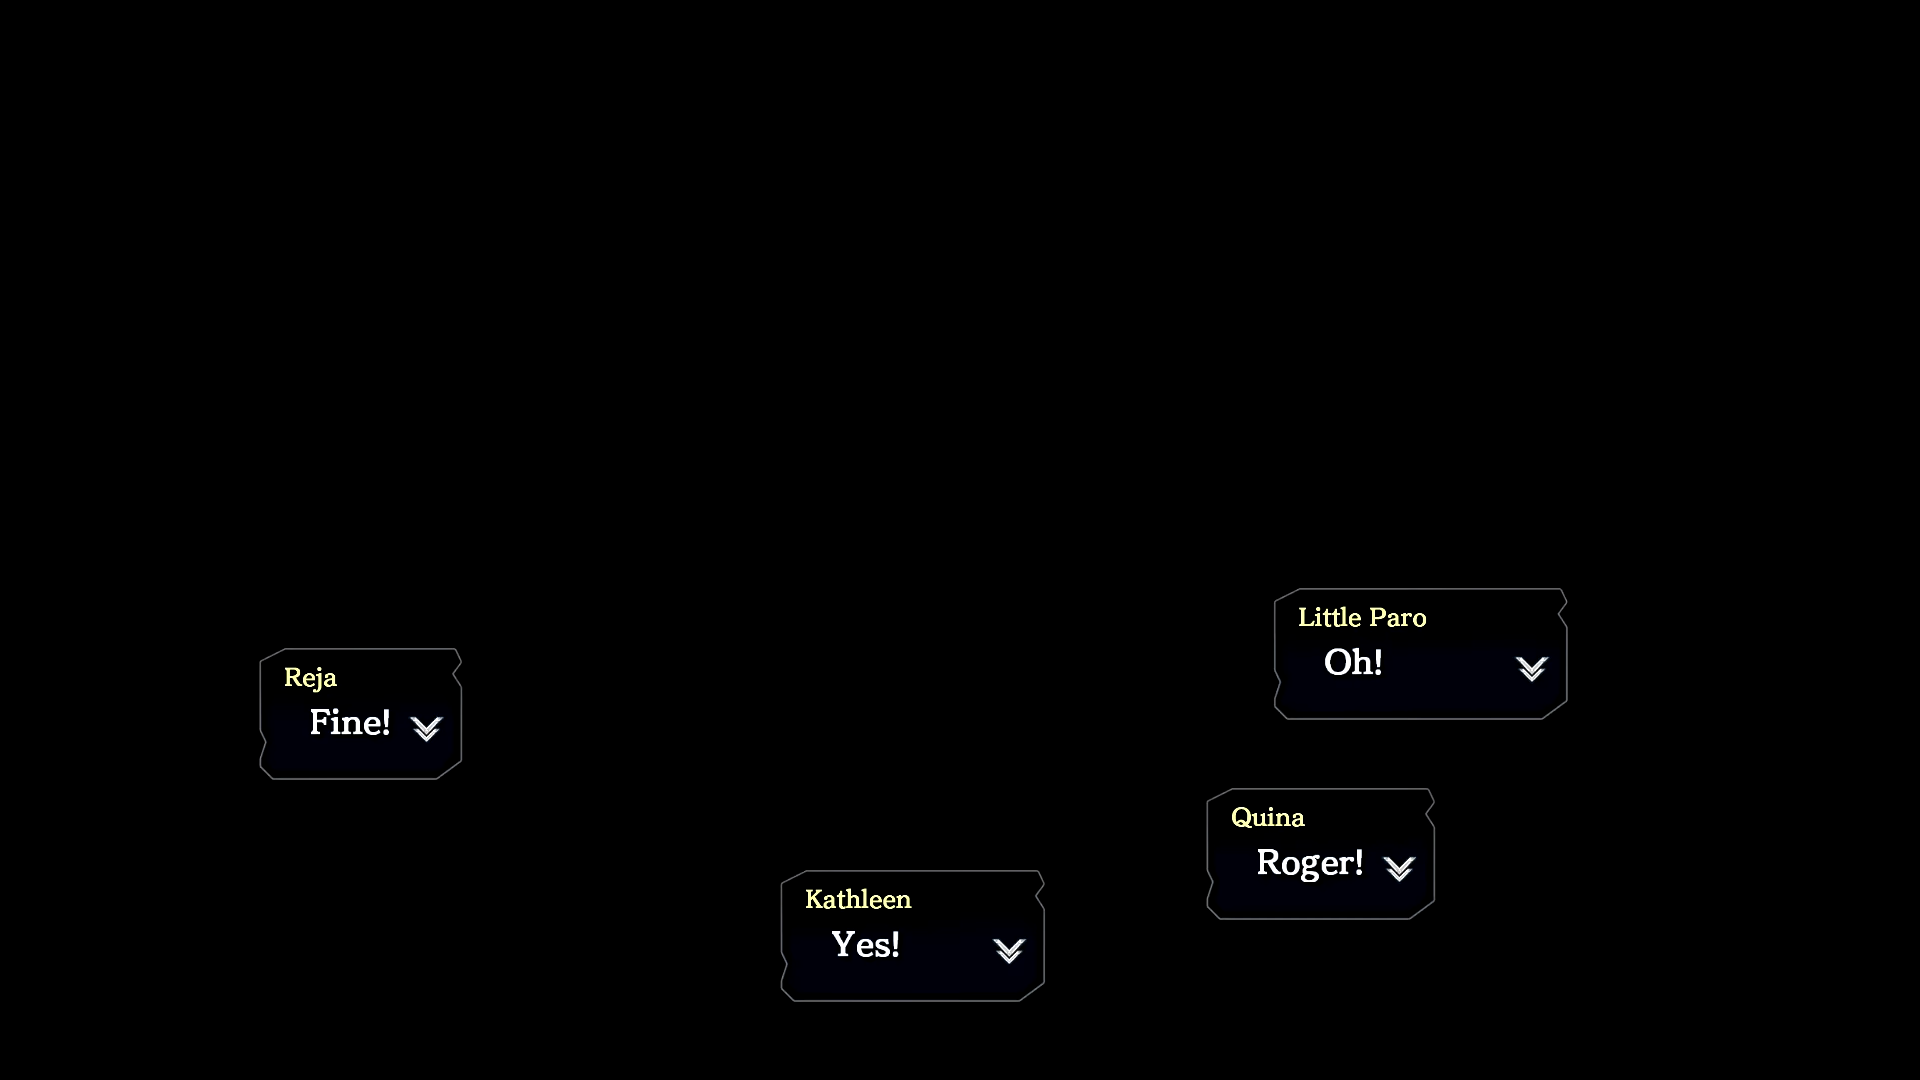 Little Paro
Oh!
Reja
Fine!
Quina
Roger!
Kathleen
Yes!